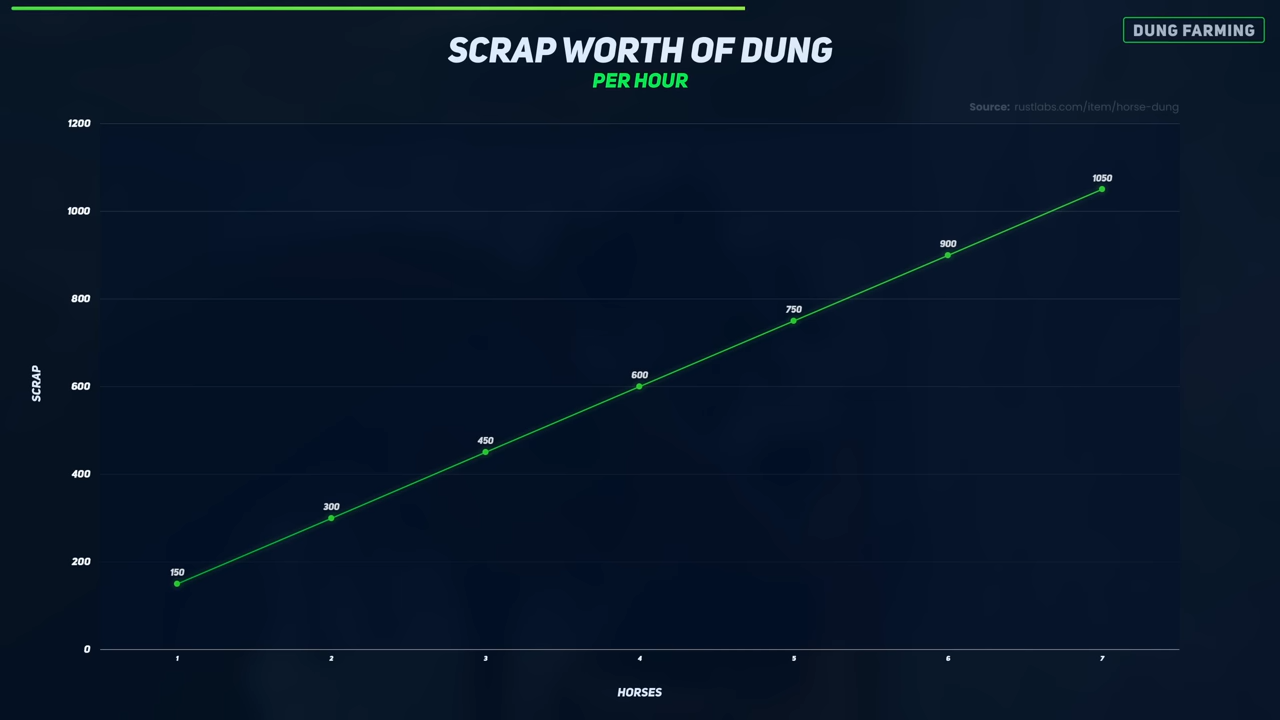 DUNG FARMING
SCRAP WORTH OF DUNG
PER HOUR
Source: rustlabs.com/item/horse-dung
1200
1000
800
600
400
200
0
SCRAP
150
300
450
600
750
900
1050
1 2 3 4 5 6 7
HORSES